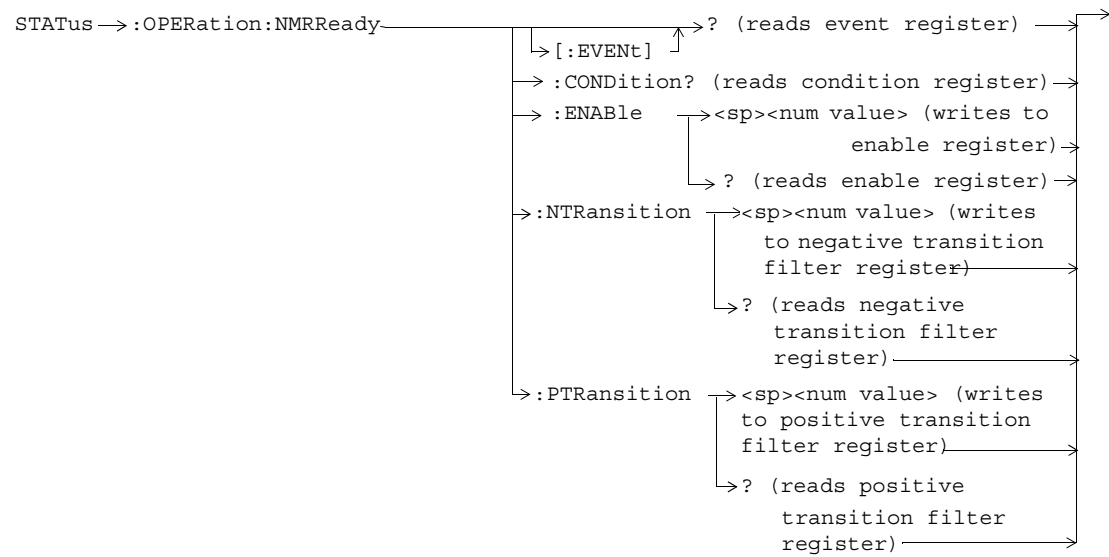 STATus :OPERation:NMRReady ? (reads event register)
[:EVENt]
:CONDition? (reads condition register)
:ENABle <sp><num value> (writes to
enable register)
? (reads enable register)
:NTRansition <sp><num value> (writes
to negative transition
filter register)
? (reads negative
transition filter
register)
:PTRansition <sp><num value> (writes
to positive transition
filter register)
? (reads positive
transition filter
register)